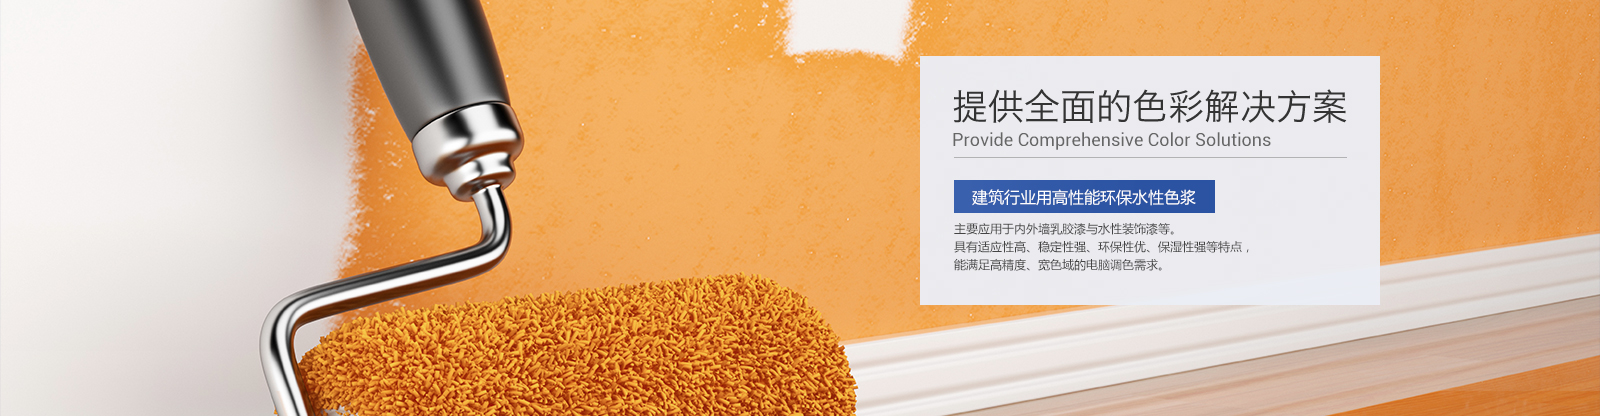 提供全面的色彩解决方案
Provide Comprehensive Color Solutions
建筑行业用高性能环保水性色浆
主要应用于内外墙乳胶漆与水性装饰漆等。
具有适应性高、稳定性强、环保性优、保湿性强等特点，
能满足高精度、宽色域的电脑调色需求。